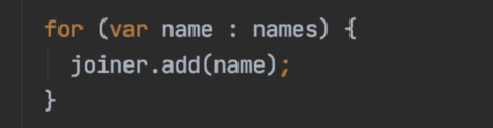 for (var name : names) {
joiner.add(name);
}